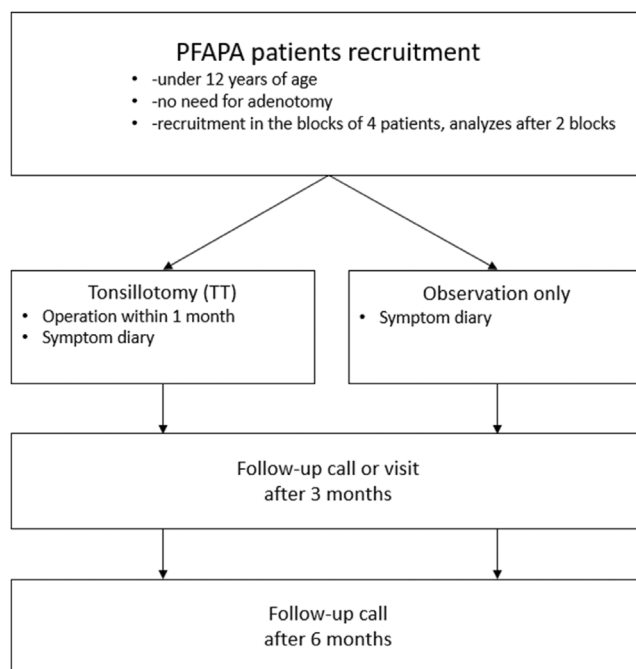 PFAPA patients recruitment
• -under 12 years of age
• -no need for adenotomy
• -recruitment in the blocks of 4 patients, analyzes after 2 blocks
Tonsillotomy (TT)
• Operation within 1 month
• Symptom diary
Observation only
• Symptom diary
Follow-up call or visit
after 3 months
Follow-up call
after 6 months